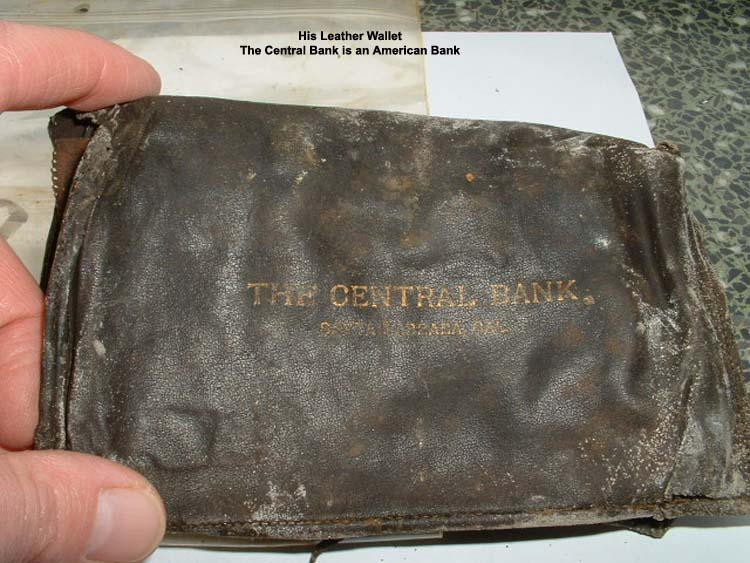 His Leather Wallet
The Central Bank is an American Bank
THE CENTRAL BANK.
SANTA BARBARA, CAL.